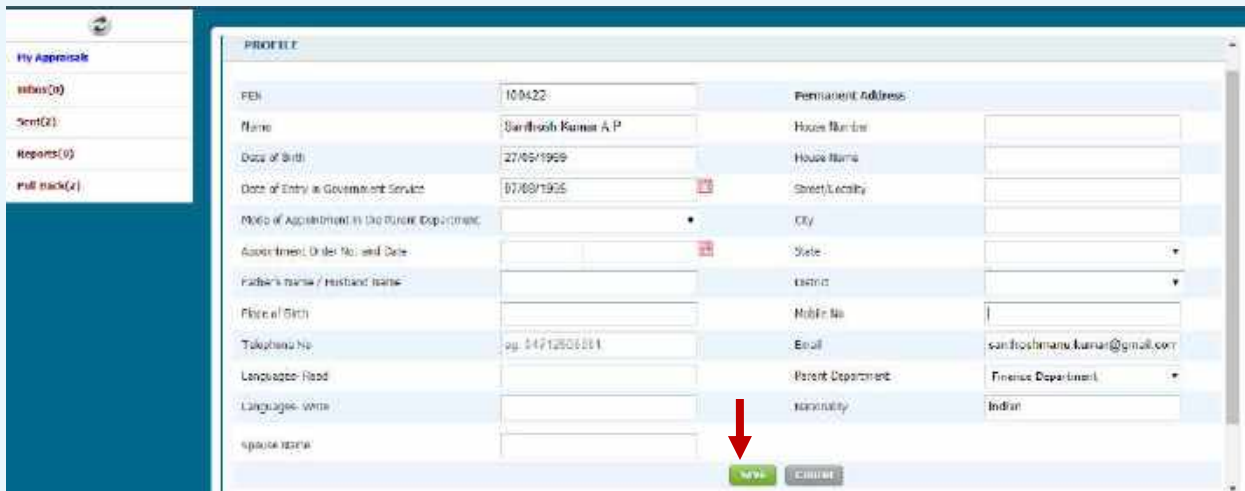 PROFILE
My Appraisals
Inbox(0)
Sent(2)
Reports(0)
Pull Back(2)
PEN 100422 Permanent Address
Name Santhosh Kumar A P House Number
Date of Birth 27/05/1969 House Name
Date of Entry in Government Service 07/08/1995 Street/Locality
Mode of Appointment in the Parent Department City
Appointment Order No. and Date State
Father's Name / Husband Name District
Place of Birth Mobile No
Telephone No eg. Email santhoshmanu.kumar@gmail.com
Languages- Read Parent Department Finance Department
Languages- Write Nationality Indian
Spouse Name
Save Cancel